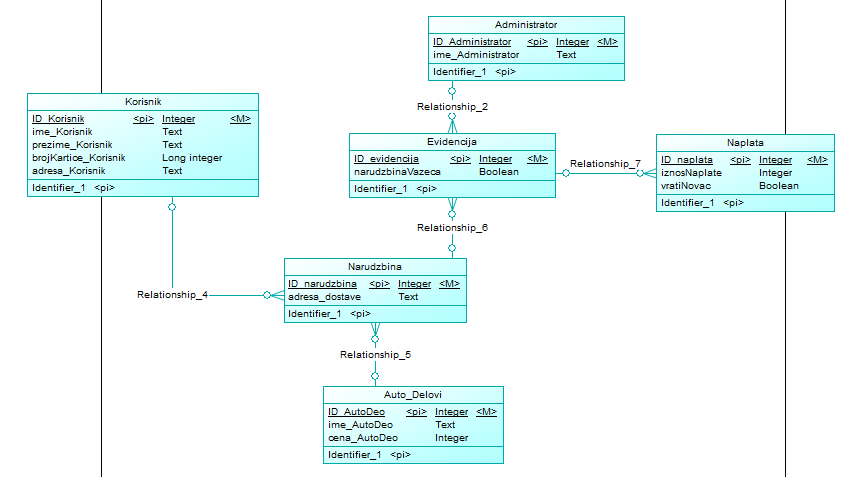 Administrator
ID_Administrator <pi> Integer <M>
ime_Administrator Text
Identifier_1 <pi>
Relationship_2
Korisnik
ID_Korisnik <pi> Integer <M>
ime_Korisnik Text
prezime_Korisnik Text
brojKartice_Korisnik Long integer
adresa_Korisnik Text
Identifier_1 <pi>
Evidencija
ID_evidencija <pi> Integer <M>
narudzbinaVazeca Boolean
Identifier_1 <pi>
Relationship_7
Naplata
ID_naplata <pi> Integer <M>
iznosNaplate Integer
vratiNovac Boolean
Identifier_1 <pi>
Relationship_6
Relationship_4
Narudzbina
ID_narudzbina <pi> Integer <M>
adresa_dostave Text
Identifier_1 <pi>
Relationship_5
Auto_Delovi
ID_AutoDeo <pi> Integer <M>
ime_AutoDeo Text
cena_AutoDeo Integer
Identifier_1 <pi>